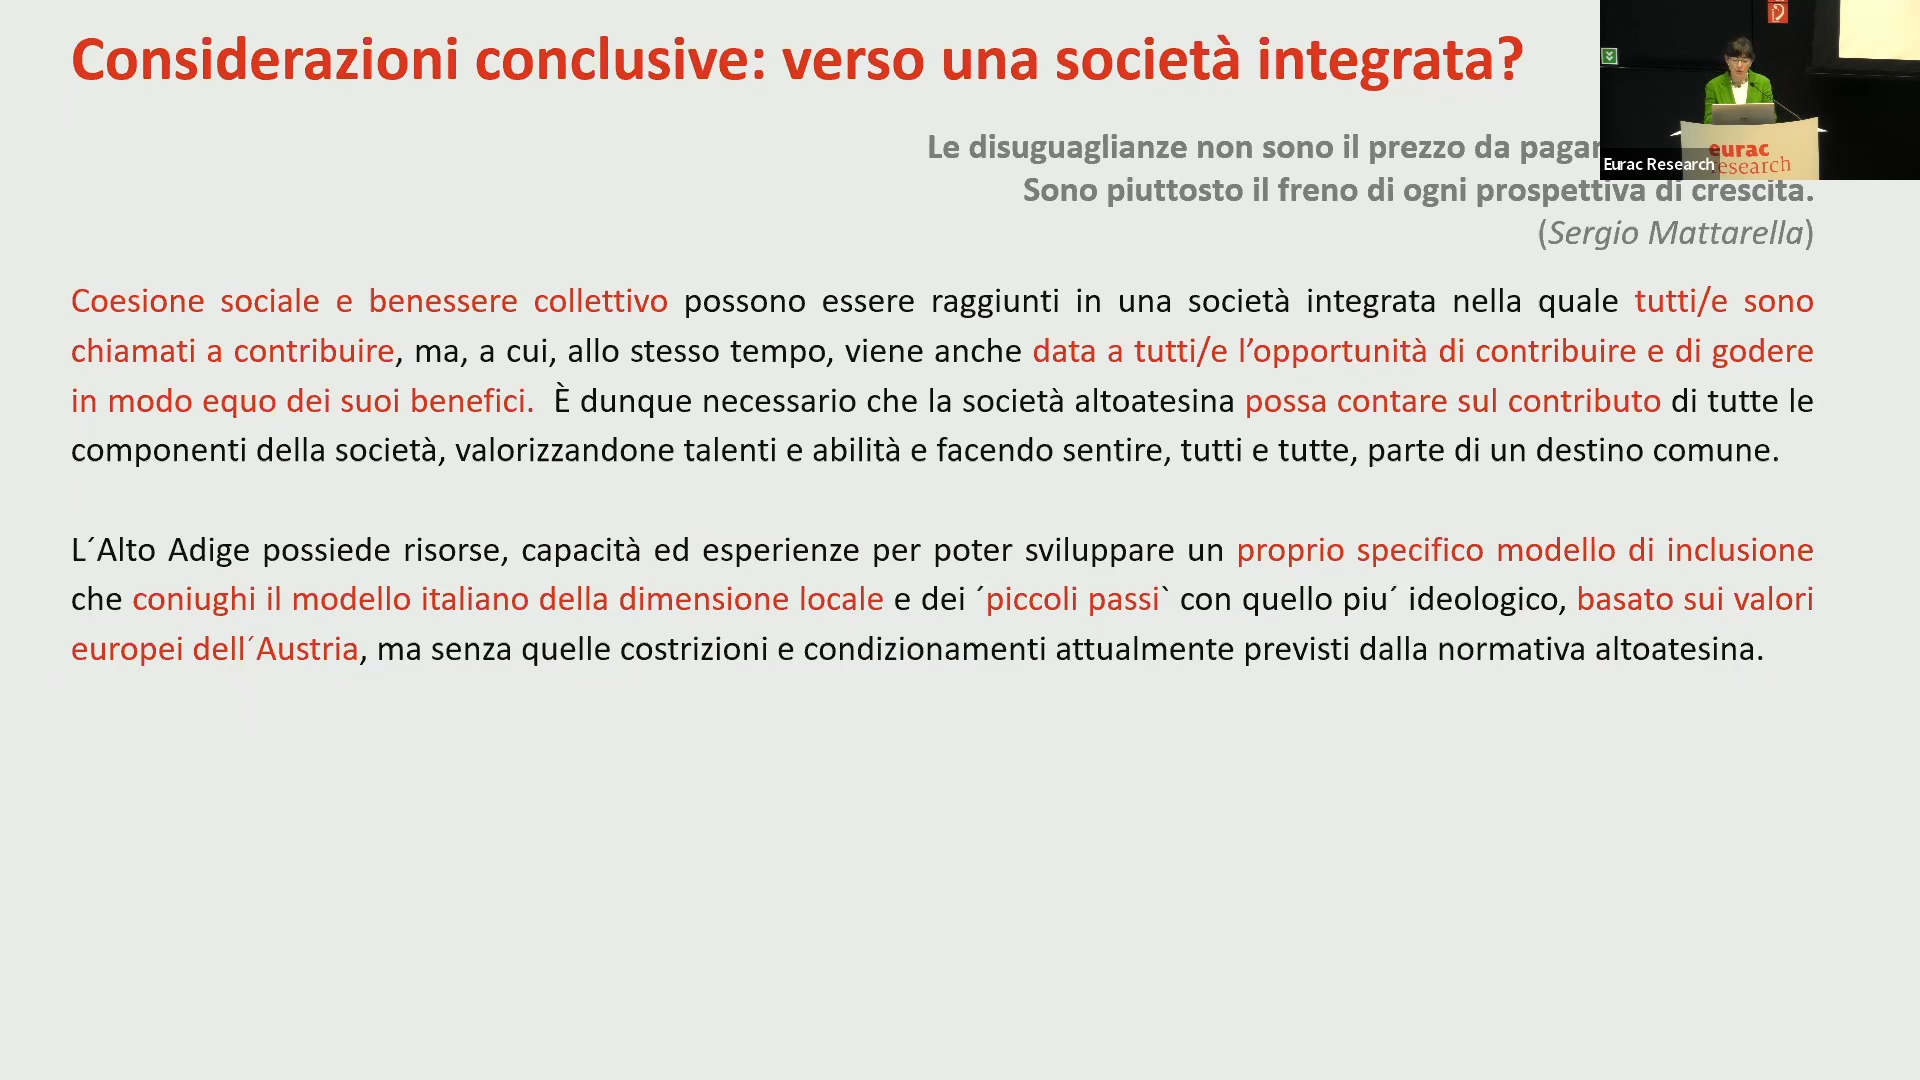 Considerazioni conclusive: verso una società integrata?
Le disuguaglianze non sono il prezzo da
Sono piuttosto il freno di ogni prospettiva di crescita.
(Sergio Mattarella)
Coesione sociale e benessere collettivo possono essere raggiunti in una società integrata nella quale tutti/e sono
chiamati a contribuire, ma, a cui, allo stesso tempo, viene anche data a tutti/e l’opportunità di contribuire e di godere
in modo equo dei suoi benefici. È dunque necessario che la società altoatesina possa contare sul contributo di tutte le
componenti della società, valorizzandone talenti e abilità e facendo sentire, tutti e tutte, parte di un destino comune.
L´Alto Adige possiede risorse, capacità ed esperienze per poter sviluppare un proprio specifico modello di inclusione
che coniughi il modello italiano della dimensione locale e dei ´piccoli passi` con quello piu´ ideologico, basato sui valori
europei dell´Austria, ma senza quelle costrizioni e condizionamenti attualmente previsti dalla normativa altoatesina.
eurac
research
Eurac Research